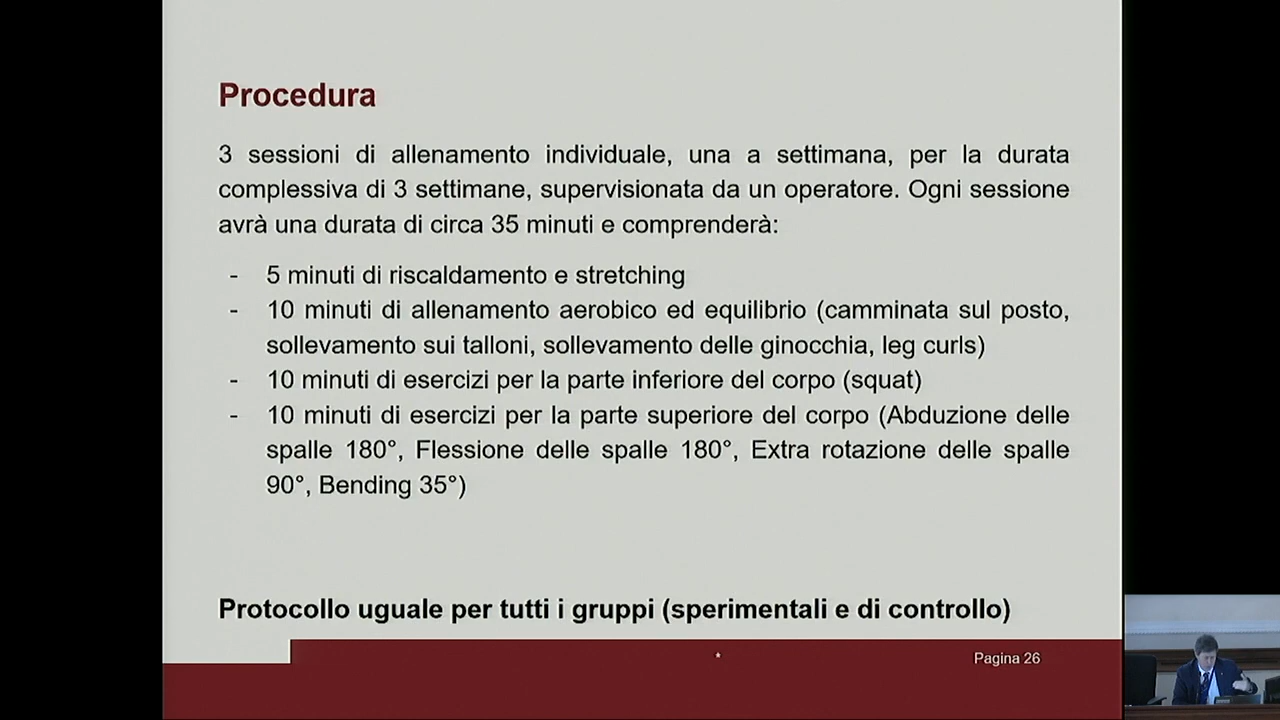 Procedura
3 sessioni di allenamento individuale, una a settimana, per la durata
complessiva di 3 settimane, supervisionata da un operatore. Ogni sessione
avrà una durata di circa 35 minuti e comprenderà:
- 5 minuti di riscaldamento e stretching
- 10 minuti di allenamento aerobico ed equilibrio (camminata sul posto,
sollevamento sui talloni, sollevamento delle ginocchia, leg curls)
- 10 minuti di esercizi per la parte inferiore del corpo (squat)
- 10 minuti di esercizi per la parte superiore del corpo (Abduzione delle
spalle 180°, Flessione delle spalle 180°, Extra rotazione delle spalle
90°, Bending 35°)
Protocollo uguale per tutti i gruppi (sperimentali e di controllo)
* Pagina 26